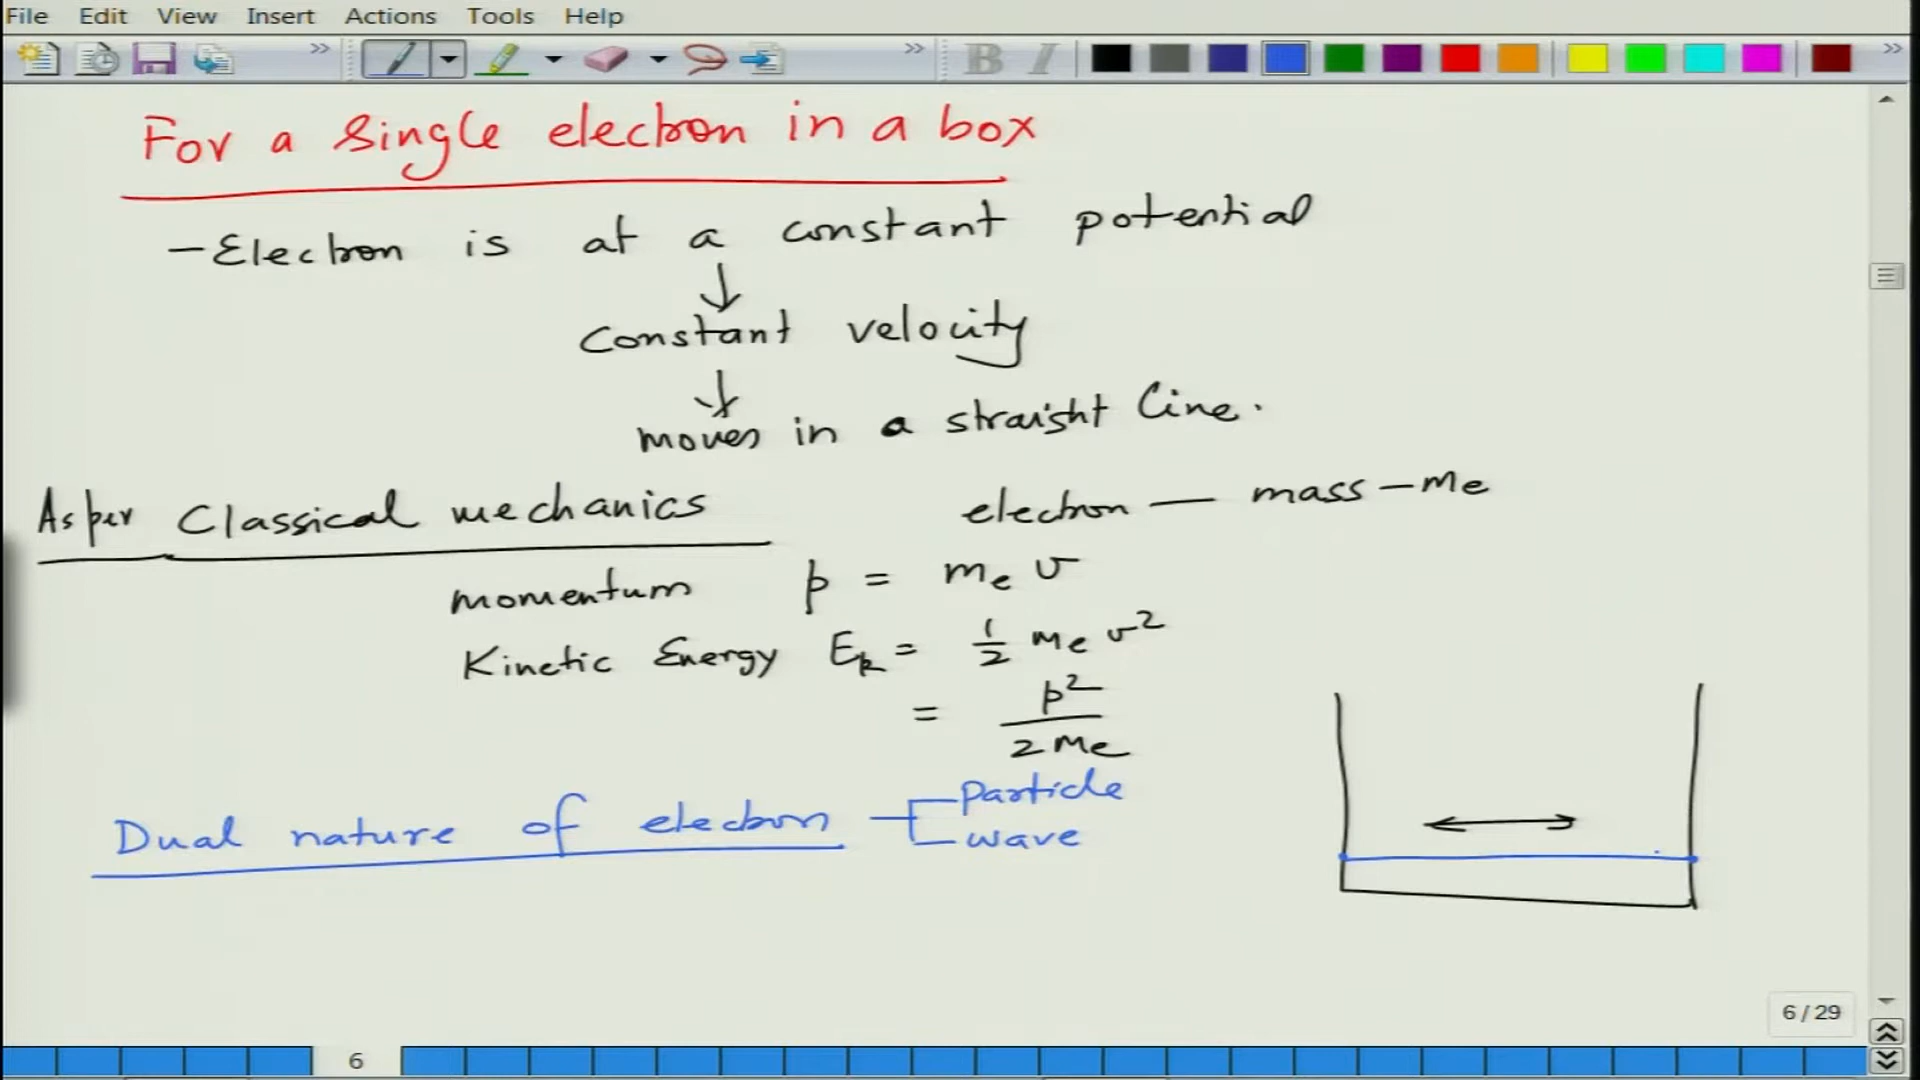 File Edit View Insert Actions Tools Help
B I
For a single electron in a box
- Electron is at a constant potential
↓
Constant velocity
↓
moves in a straight line.
As per Classical mechanics
electron — mass - me
momentum p = me v
Kinetic Energy Ek = 1/2 me v²
= p²/2me
Dual nature of electron
Particle
wave
6/29
6